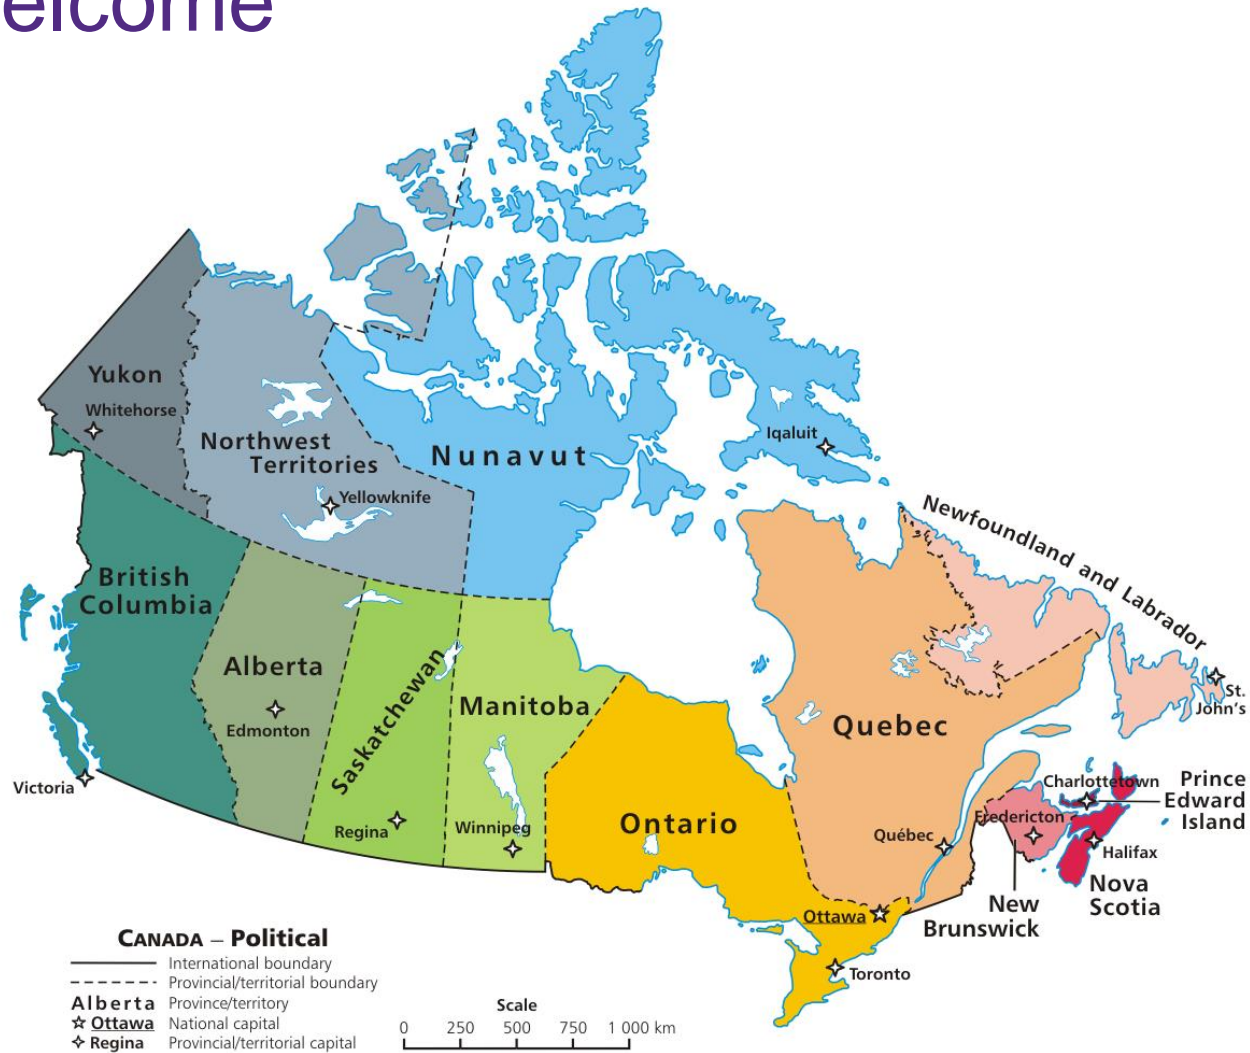 elcome
Yukon
Whitehorse
Northwest
Territories
Yellowknife
Nunavut
Iqaluit
Newfoundland and Labrador
British
Columbia
Alberta
Edmonton
Saskatchewan
Regina
Manitoba
Winnipeg
Victoria
Ontario
Quebec
Québec
St.
John's
Charlottetown
Prince
Edward
Island
Fredericton
Halifax
Nova
Scotia
New
Brunswick
Ottawa
Toronto
CANADA – Political
International boundary
Provincial/territorial boundary
Alberta Province/territory
Ottawa National capital
Regina Provincial/territorial capital
Scale
0 250 500 750 1 000 km